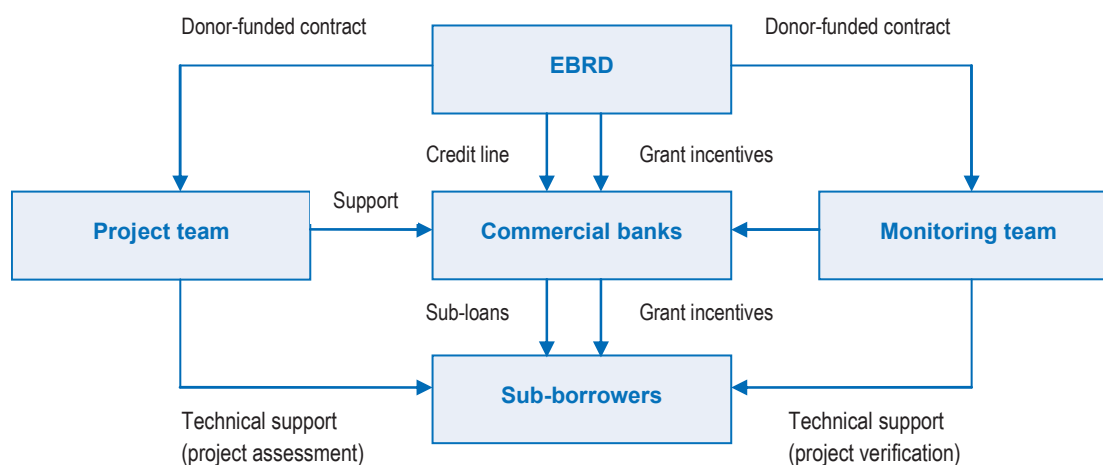 Donor-funded contract
Donor-funded contract
EBRD
Credit line
Grant incentives
Support
Project team
Commercial banks
Monitoring team
Sub-loans
Grant incentives
Sub-borrowers
Technical support
(project assessment)
Technical support
(project verification)